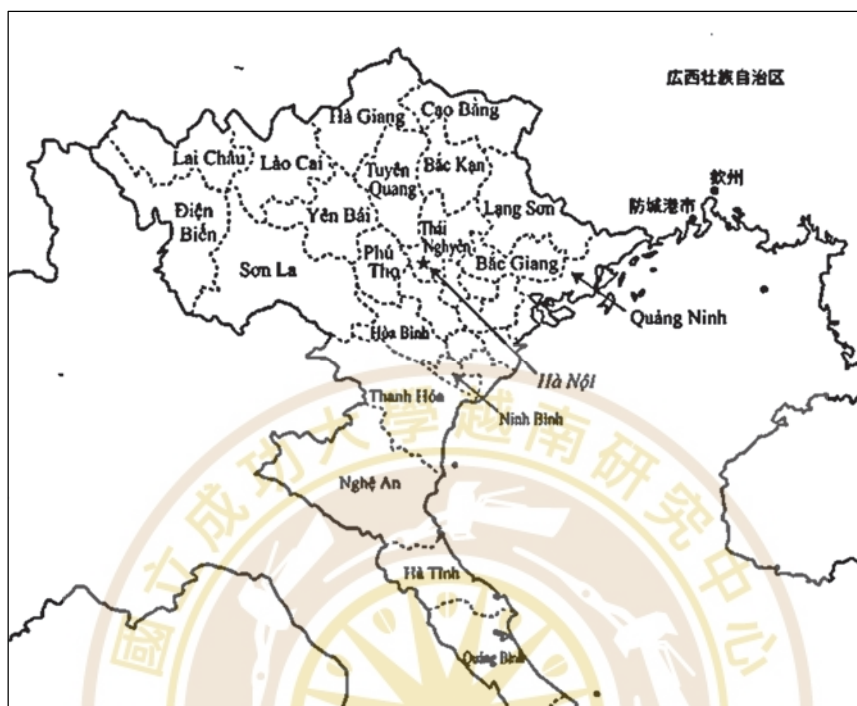 広西壮族自治区
Hà Giang
Cao Bằng
Lai Châu
Lào Cai
Tuyên
Quang
Bắc Kạn
欽州
Điện
Biên
Yên Bái
Lạng Sơn
防城港市
Thái
Nguyên
Phú
Thọ
Bắc Giang
Sơn La
Quảng Ninh
Hòa Bình
Hà Nội
Thanh Hóa
Ninh Bình
Nghệ An
Hà Tĩnh
Quảng Bình
國立成功大學越南研究中心